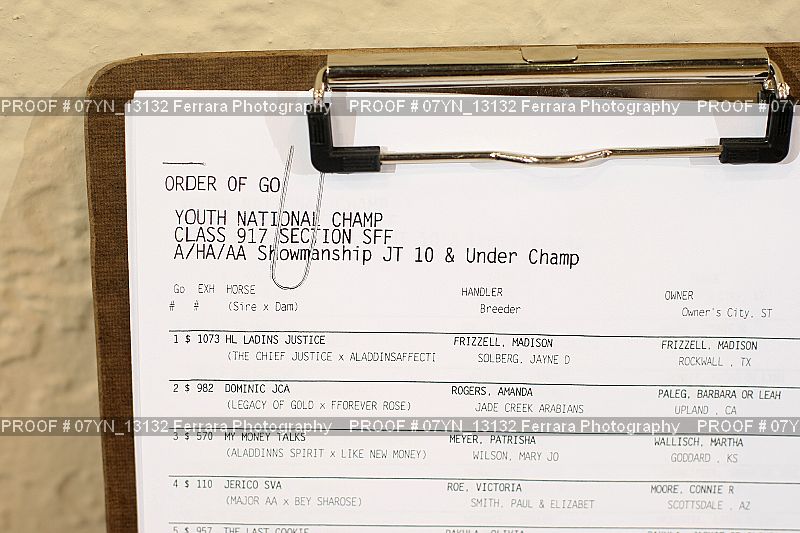 PROOF # 07YN_13132 Ferrara Photography PROOF # 07YN_13132 Ferrara Photography PROOF # 07Y
ORDER OF GO
YOUTH NATIONAL CHAMP
CLASS 917 SECTION SFF
A/HA/AA Showmanship JT 10 & Under Champ
Go EXH HORSE HANDLER OWNER
# # (Sire x Dam) Breeder Owner's City, ST
1 $ 1073 HL LADINS JUSTICE FRIZZELL, MADISON FRIZZELL, MADISON
(THE CHIEF JUSTICE x ALADDINSAFFECTI SOLBERG, JAYNE D ROCKWALL , TX
2 $ 982 DOMINIC JCA ROGERS, AMANDA PALEG, BARBARA OR LEAH
(LEGACY OF GOLD x FFOREVER ROSE) JADE CREEK ARABIANS UPLAND , CA
PROOF # 07YN_13132 Ferrara Photography PROOF # 07YN_13132 Ferrara Photography PROOF # 07Y
3 $ 570 MY MONEY TALKS MEYER, PATRISHA WALLISCH, MARTHA
(ALADDINNS SPIRIT x LIKE NEW MONEY) WILSON, MARY JO GODDARD , KS
4 $ 110 JERICO SVA ROE, VICTORIA MOORE, CONNIE R
(MAJOR AA x BEY SHAROSE) SMITH, PAUL & ELIZABET SCOTTSDALE , AZ
5 $ 957 THE LAST COOKIE